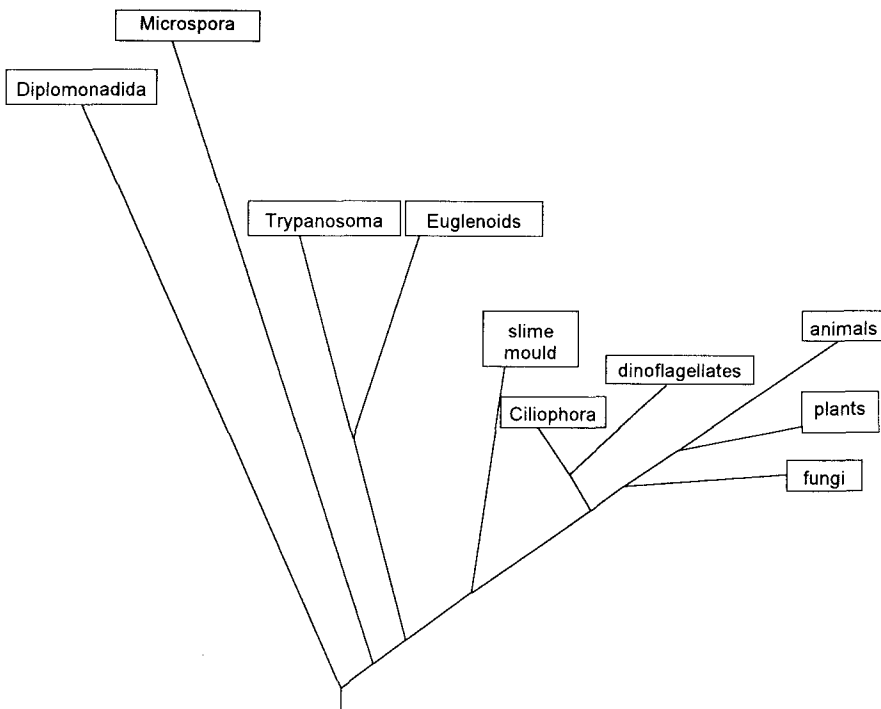 Microspora
Diplomonadida
Trypanosoma
Euglenoids
slime
mould
animals
dinoflagellates
Ciliophora
plants
fungi